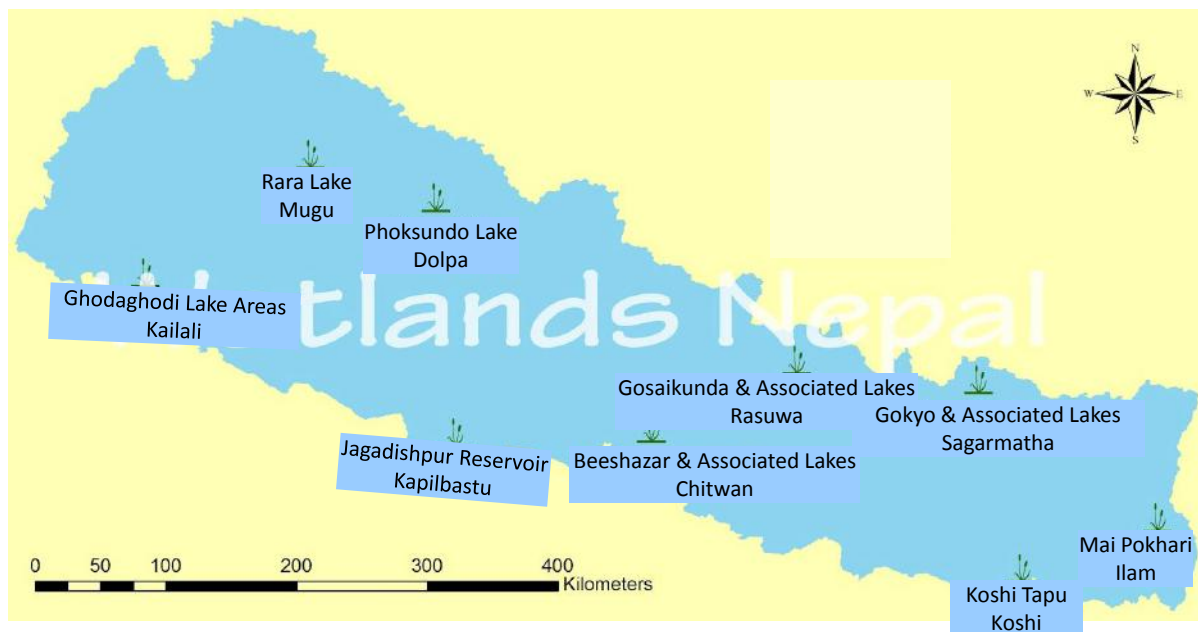 N
W E
S
Rara Lake
Mugu
Phoksundo Lake
Dolpa
Ghodaghodi Lake Areas
Kailali
tlands Nepal
Gosaikunda & Associated Lakes
Rasuwa
Gokyo & Associated Lakes
Sagarmatha
Jagadishpur Reservoir
Kapilbastu
Beeshazar & Associated Lakes
Chitwan
Mai Pokhari
Ilam
Koshi Tapu
Koshi
0 50 100 200 300 400
Kilometers